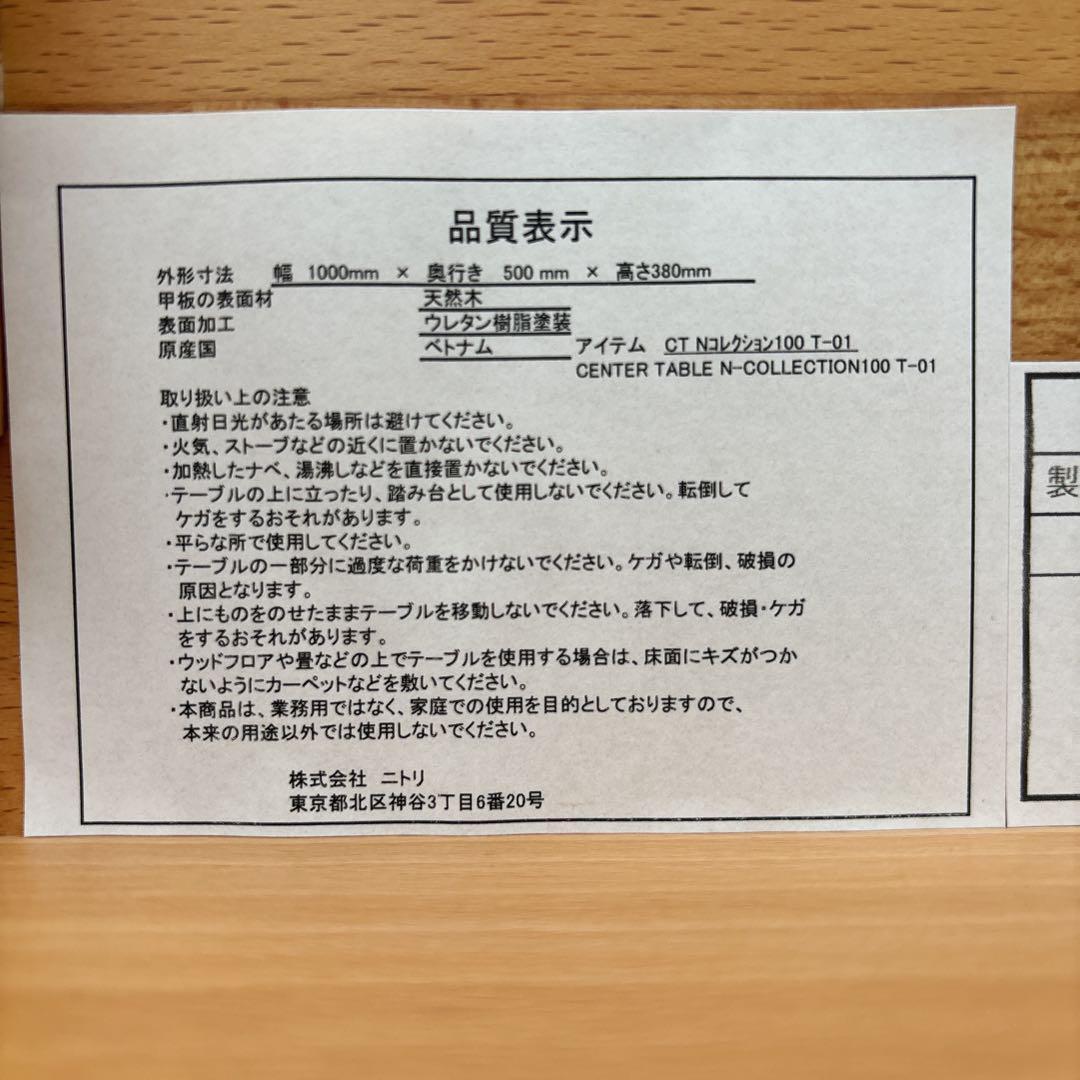 品質表示
外形寸法 幅 1000mm × 奥行き 500 mm × 高さ380mm
甲板の表面材 天然木
表面加工 ウレタン樹脂塗装
原産国 ベトナム アイテム CT Nコレクション100 T-01
CENTER TABLE N-COLLECTION100 T-01
取り扱い上の注意
・直射日光があたる場所は避けてください。
・火気、ストーブなどの近くに置かないでください。
・加熱したナベ、湯沸しなどを直接置かないでください。
・テーブルの上に立ったり、踏み台として使用しないでください。転倒して
ケガをするおそれがあります。
・平らな所で使用してください。
・テーブルの一部分に過度な荷重をかけないでください。ケガや転倒、破損の
原因となります。
・上にものをのせたままテーブルを移動しないでください。落下して、破損・ケガ
をするおそれがあります。
・ウッドフロアや畳などの上でテーブルを使用する場合は、床面にキズがつか
ないようにカーペットなどを敷いてください。
・本商品は、業務用ではなく、家庭での使用を目的としておりますので、
本来の用途以外では使用しないでください。
株式会社 ニトリ
東京都北区神谷3丁目6番20号
製